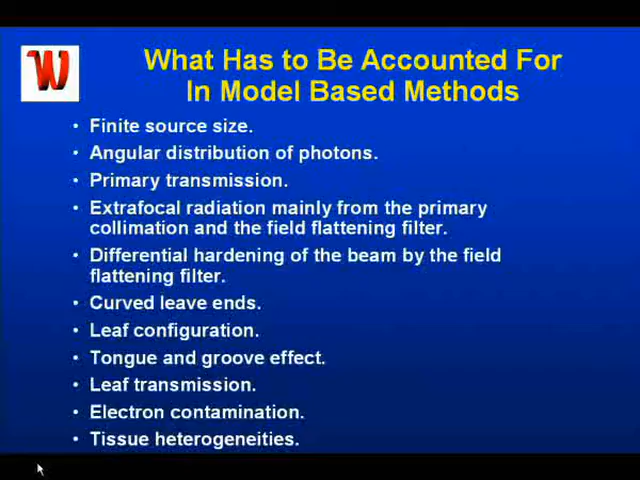 W
What Has to Be Accounted For
In Model Based Methods
• Finite source size.
• Angular distribution of photons.
• Primary transmission.
• Extrafocal radiation mainly from the primary
collimation and the field flattening filter.
• Differential hardening of the beam by the field
flattening filter.
• Curved leave ends.
• Leaf configuration.
• Tongue and groove effect.
• Leaf transmission.
• Electron contamination.
• Tissue heterogeneities.